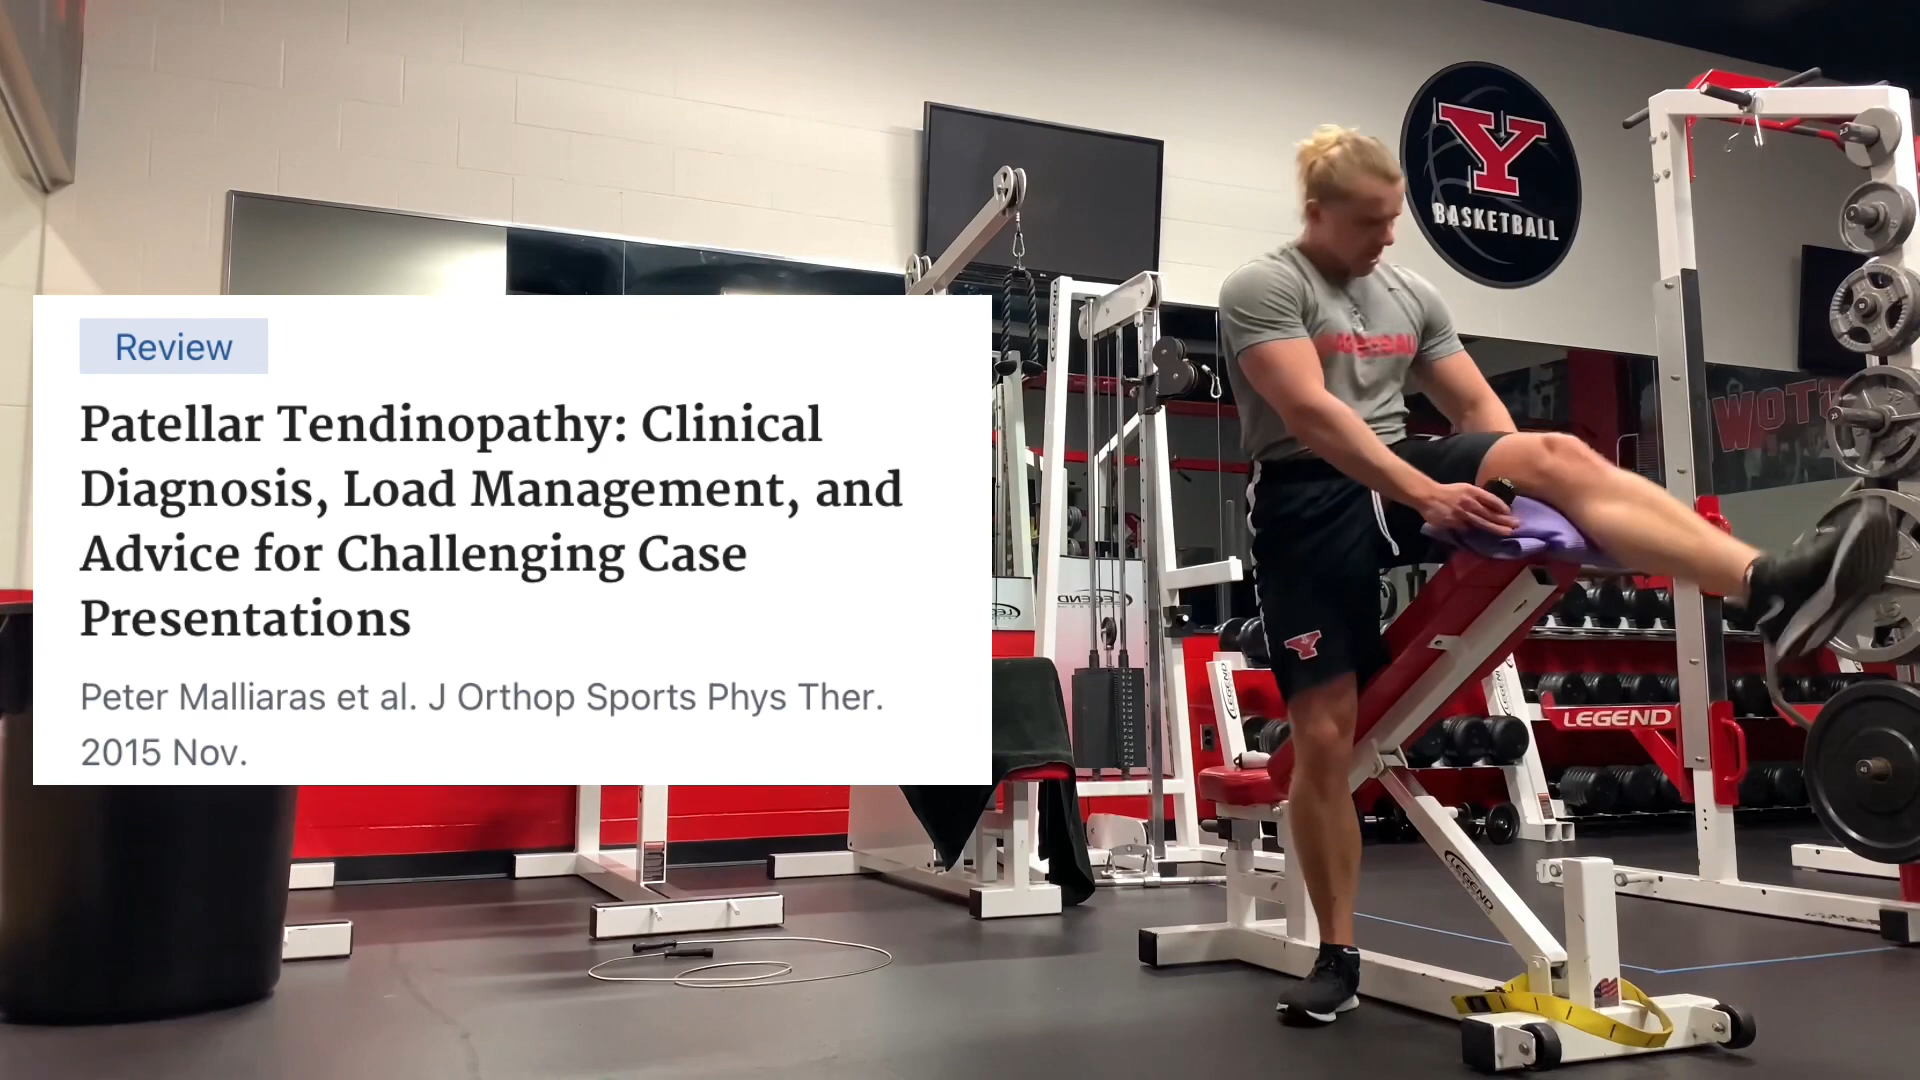 Review
Patellar Tendinopathy: Clinical
Diagnosis, Load Management, and
Advice for Challenging Case
Presentations
Peter Malliaras et al. J Orthop Sports Phys Ther.
2015 Nov.
Y
BASKETBALL
Y
LEGEND
LEGEND